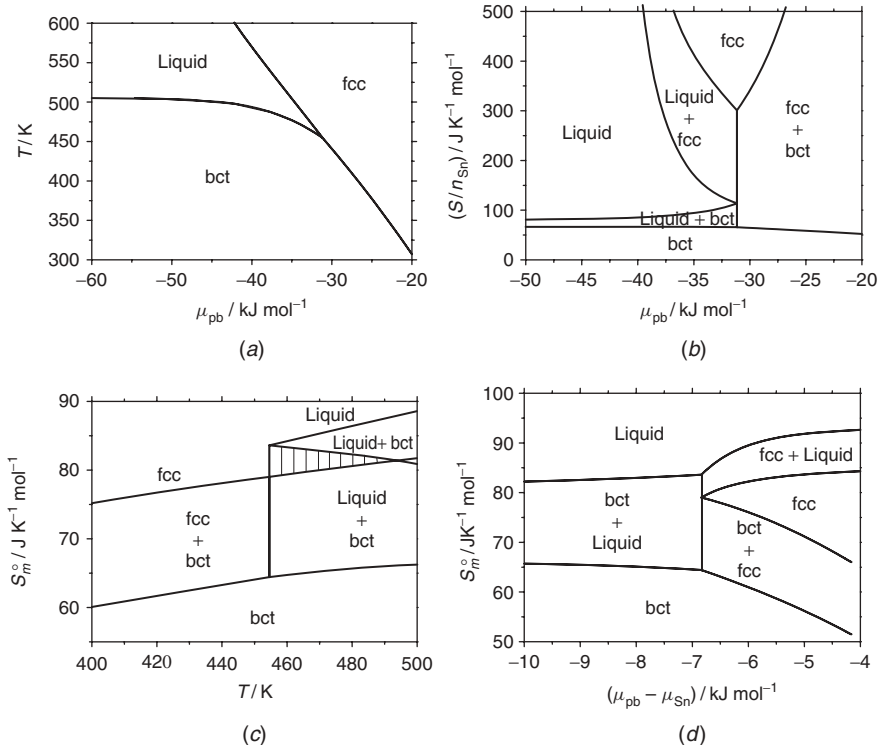 600
550
500
450
400
350
300
T / K
Liquid
fcc
bct
−60
−50
−40
−30
−20
μpb / kJ mol−1
(a)
500
400
300
200
100
0
(S / nSn) / J K−1 mol−1
fcc
Liquid
+
fcc
Liquid
fcc
+
bct
Liquid + bct
bct
−50
−45
−40
−35
−30
−25
−20
μpb / kJ mol−1
(b)
90
80
70
60
S°m / J K−1 mol−1
Liquid
Liquid+ bct
fcc
fcc
+
bct
Liquid
+
bct
bct
400
420
440
460
480
500
T / K
(c)
100
90
80
70
60
50
S°m / JK−1 mol−1
Liquid
fcc + Liquid
bct
+
Liquid
fcc
bct
+
fcc
bct
−10
−9
−8
−7
−6
−5
−4
(μpb − μSn) / kJ mol−1
(d)